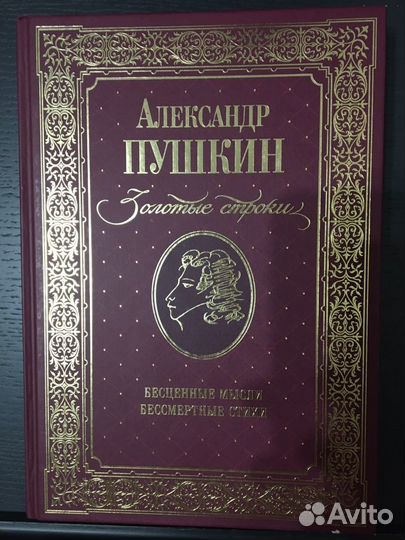 Александр
ПУШКИН
Золотые строки
БЕСЦЕННЫЕ МЫСЛИ
БЕССМЕРТНЫЕ СТИХИ
Avito